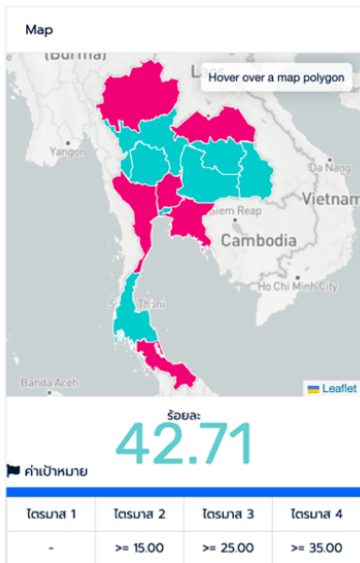 Map
(Burma)
Hover over a map polygon
Yangon
Da Nang
Vietnam
Siem Reap
Cambodia
Ho Chi Minh City
Thani
Banda Aceh
Leaflet
ร้อยละ
42.71
ค่าเป้าหมาย
ไตรมาส 1 ไตรมาส 2 ไตรมาส 3 ไตรมาส 4
- >= 15.00 >= 25.00 >= 35.00